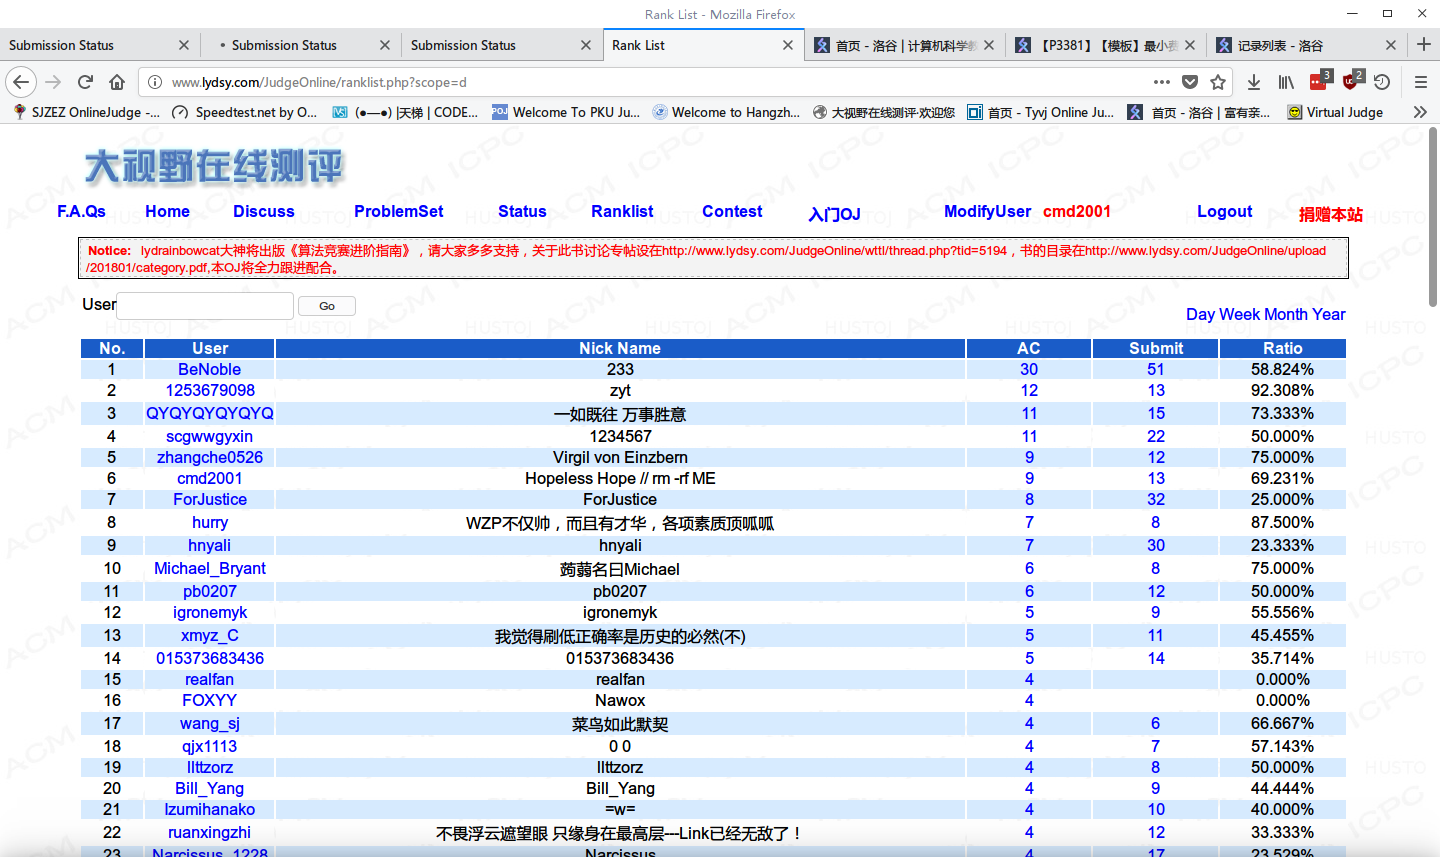 Rank List - Mozilla Firefox
Submission Status
Submission Status
Submission Status
Rank List
首页 - 洛谷 | 计算机科学教
【P3381】【模板】最小费
记录列表 - 洛谷
www.lydsy.com/JudgeOnline/ranklist.php?scope=d
3
2
SJZEZ OnlineJudge -...
Speedtest.net by O...
(●—●) |天梯 | CODE...
Welcome To PKU Ju...
Welcome to Hangzh...
大视野在线测评·欢迎您
首页 - Tyvj Online Ju...
首页 - 洛谷 | 富有亲...
Virtual Judge
大视野在线测评
F.A.Qs Home Discuss ProblemSet Status Ranklist Contest 入门OJ ModifyUser cmd2001 Logout 捐赠本站
Notice: lydrainbowcat大神将出版《算法竞赛进阶指南》，请大家多多支持，关于此书讨论专帖设在http://www.lydsy.com/JudgeOnline/wttl/thread.php?tid=5194，书的目录在http://www.lydsy.com/JudgeOnline/upload
/201801/category.pdf,本OJ将全力跟进配合。
User Go
Day Week Month Year
No. User Nick Name AC Submit Ratio
1 BeNoble 233 30 51 58.824%
2 1253679098 zyt 12 13 92.308%
3 QYQYQYQYQYQ 一如既往 万事胜意 11 15 73.333%
4 scgwwgyxin 1234567 11 22 50.000%
5 zhangche0526 Virgil von Einzbern 9 12 75.000%
6 cmd2001 Hopeless Hope // rm -rf ME 9 13 69.231%
7 ForJustice ForJustice 8 32 25.000%
8 hurry WZP不仅帅，而且有才华，各项素质顶呱呱 7 8 87.500%
9 hnyali hnyali 7 30 23.333%
10 Michael_Bryant 蒟蒻名曰Michael 6 8 75.000%
11 pb0207 pb0207 6 12 50.000%
12 igronemyk igronemyk 5 9 55.556%
13 xmyz_C 我觉得刷低正确率是历史的必然(不) 5 11 45.455%
14 015373683436 015373683436 5 14 35.714%
15 realfan realfan 4 0.000%
16 FOXYY Nawox 4 0.000%
17 wang_sj 菜鸟如此默契 4 6 66.667%
18 qjx1113 0 0 4 7 57.143%
19 llttzorz llttzorz 4 8 50.000%
20 Bill_Yang Bill_Yang 4 9 44.444%
21 Izumihanako =w= 4 10 40.000%
22 ruanxingzhi 不畏浮云遮望眼 只缘身在最高层---Link已经无敌了！ 4 12 33.333%
23 Narcissus_1228 Narcissus 4 17 23.529%